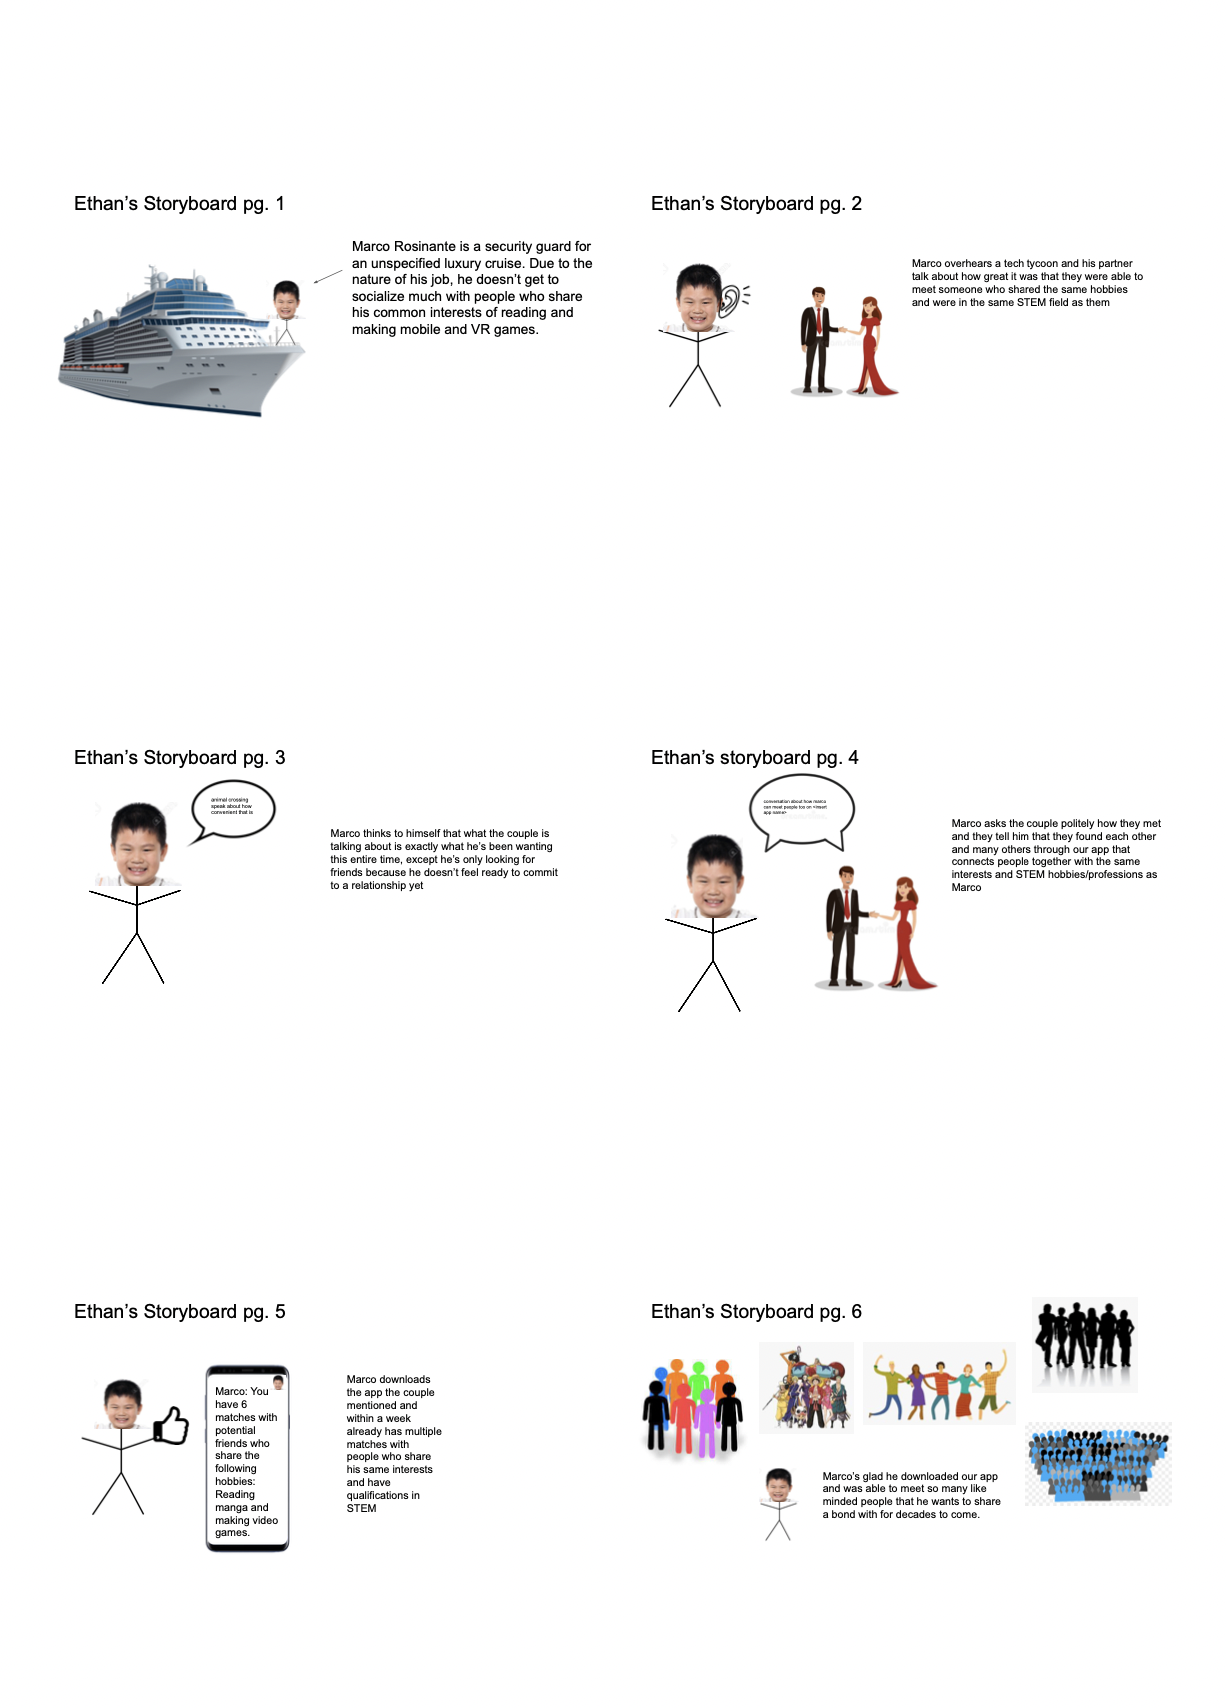 Ethan's Storyboard pg. 1
Marco Rosinante is a security guard for
an unspecified luxury cruise. Due to the
nature of his job, he doesn't get to
socialize much with people who share
his common interests of reading and
making mobile and VR games.
Ethan's Storyboard pg. 2
Marco overhears a tech tycoon and his partner
talk about how great it was that they were able to
meet someone who shared the same hobbies
and were in the same STEM field as them
Ethan's Storyboard pg. 3
animal crossing
speak about how
convenient that is
Marco thinks to himself that what the couple is
talking about is exactly what he's been wanting
this entire time, except he's only looking for
friends because he doesn't feel ready to commit
to a relationship yet
Ethan's storyboard pg. 4
conversation about how marco
can meet people too on <insert
app name>
Marco asks the couple politely how they met
and they tell him that they found each other
and many others through our app that
connects people together with the same
interests and STEM hobbies/professions as
Marco
Ethan's Storyboard pg. 5
Marco: You
have 6
matches with
potential
friends who
share the
following
hobbies:
Reading
manga and
making video
games.
Marco downloads
the app the couple
mentioned and
within a week
already has multiple
matches with
people who share
his same interests
and have
qualifications in
STEM
Ethan's Storyboard pg. 6
Marco's glad he downloaded our app
and was able to meet so many like
minded people that he wants to share
a bond with for decades to come.